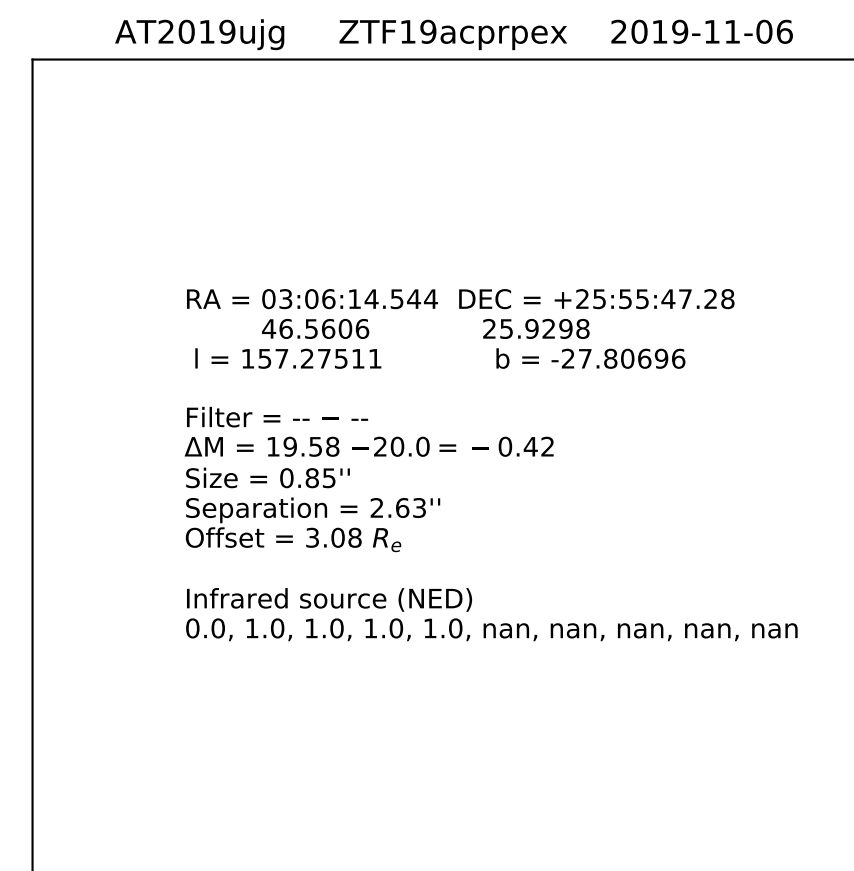 AT2019ujg ZTF19acprpex 2019-11-06
RA = 03:06:14.544 DEC = +25:55:47.28
46.5606 25.9298
l = 157.27511 b = -27.80696
Filter = -- − --
ΔM = 19.58 −20.0 = − 0.42
Size = 0.85''
Separation = 2.63''
Offset = 3.08 Re
Infrared source (NED)
0.0, 1.0, 1.0, 1.0, 1.0, nan, nan, nan, nan, nan